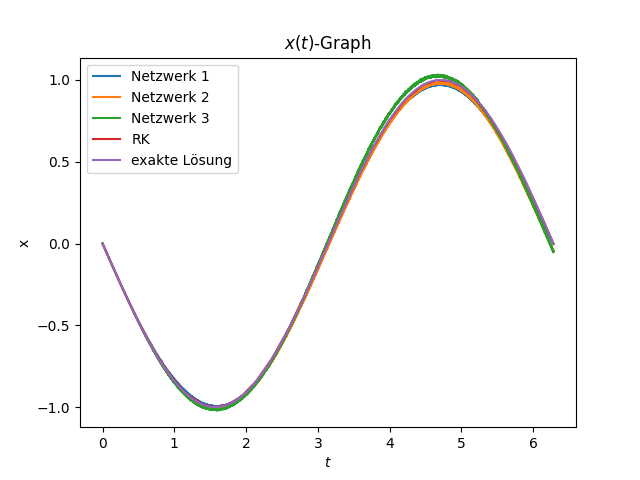 x(t)-Graph
Netzwerk 1
Netzwerk 2
Netzwerk 3
RK
exakte Lösung
1.0
0.5
0.0
−0.5
−1.0
x
0 1 2 3 4 5 6
t